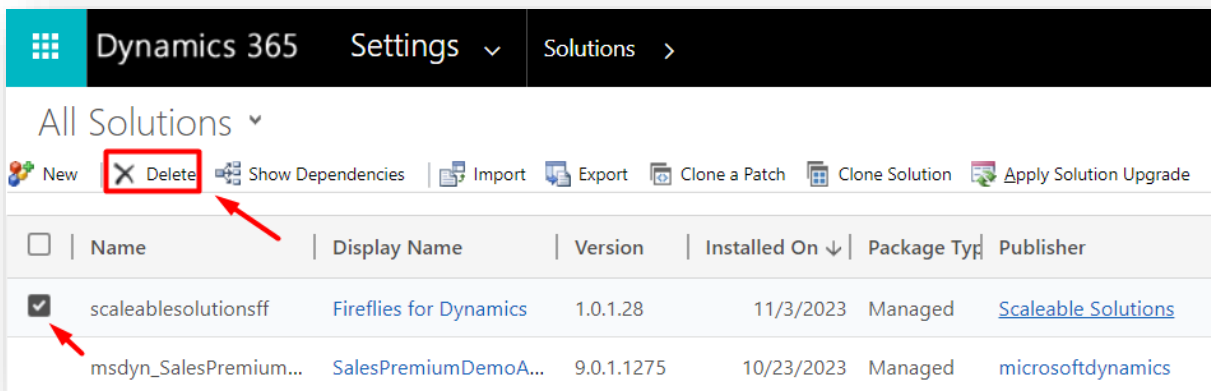 Dynamics 365 Settings Solutions
All Solutions
New Delete Show Dependencies Import Export Clone a Patch Clone Solution Apply Solution Upgrade
Name Display Name Version Installed On Package Typ Publisher
scaleablesolutionsff Fireflies for Dynamics 1.0.1.28 11/3/2023 Managed Scaleable Solutions
msdyn_SalesPremium... SalesPremiumDemoA... 9.0.1.1275 10/23/2023 Managed microsoftdynamics